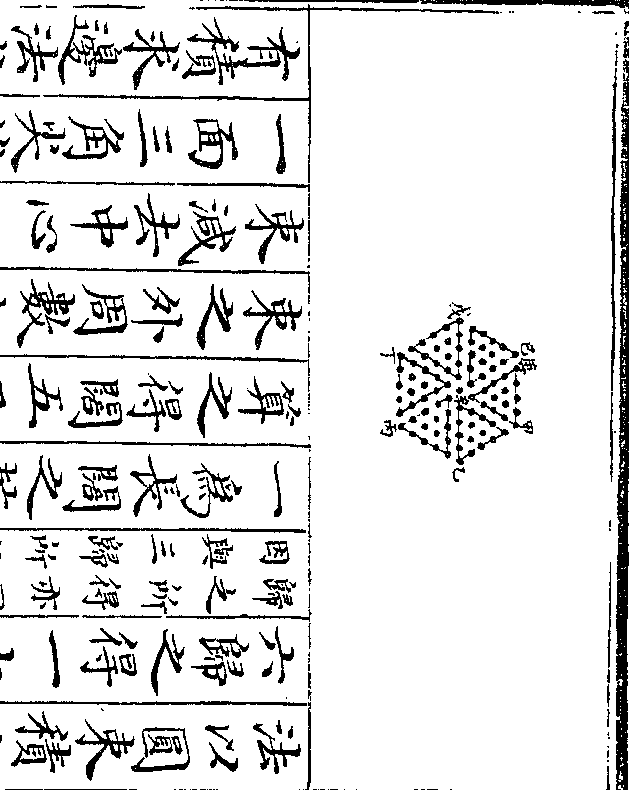 法以圓束積
六歸之得一
歸之所得亦
因與三歸所
一爲長闊之
算之得闊五
束之外周數
束減去中心
一面三角尖
有積求邊法
甲
乙
丙
丁
戊
己
庚